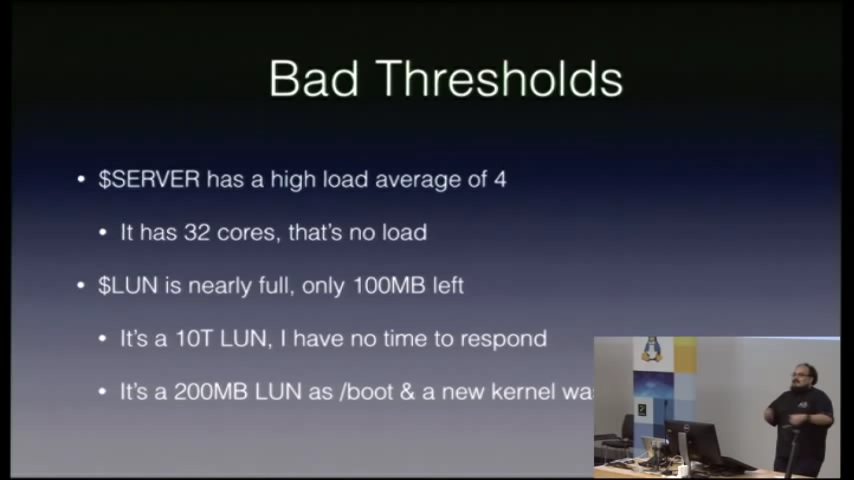 Bad Thresholds
• $SERVER has a high load average of 4
• It has 32 cores, that's no load
• $LUN is nearly full, only 100MB left
• It's a 10T LUN, I have no time to respond
• It's a 200MB LUN as /boot & a new kernel was